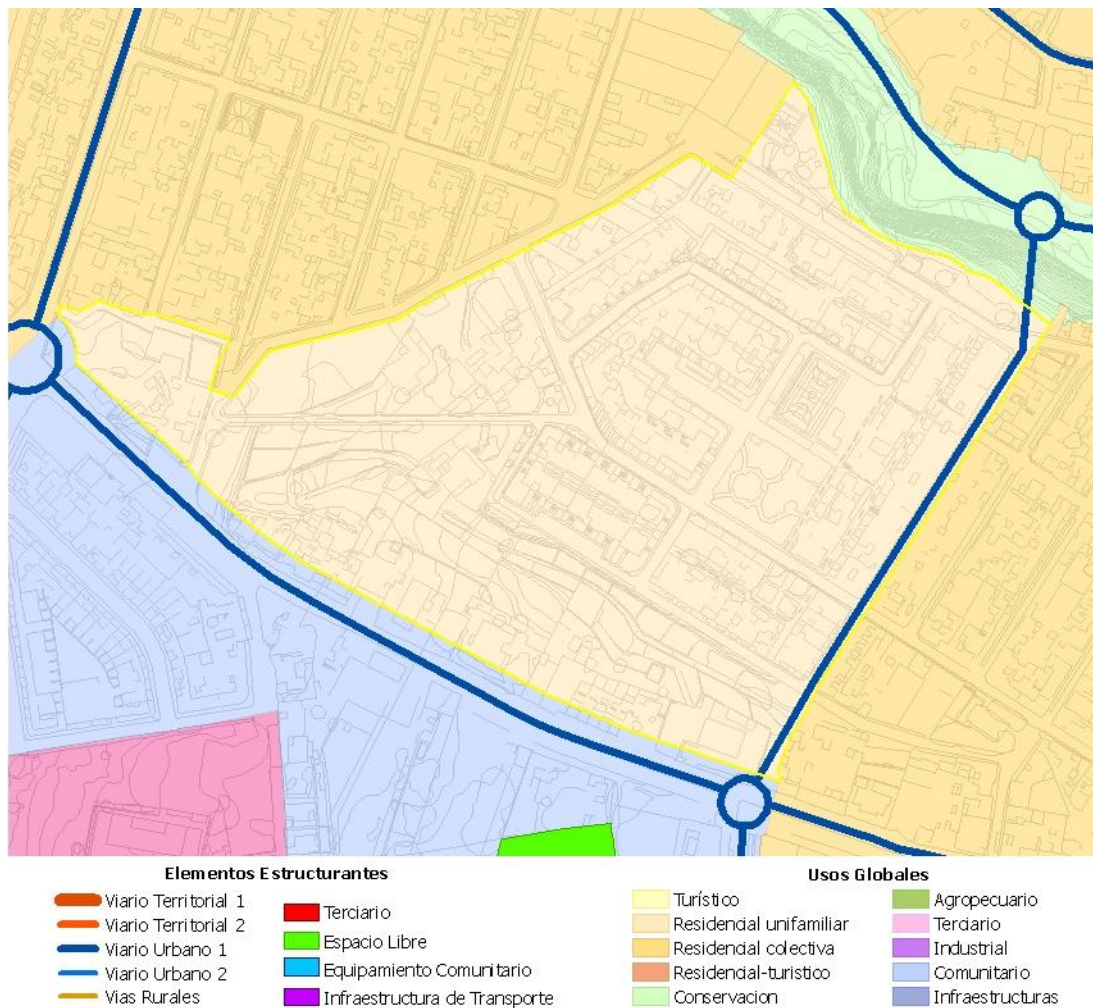 Elementos Estructurantes
Viario Territorial 1
Viario Territorial 2
Viario Urbano 1
Viario Urbano 2
Vias Rurales
Terciario
Espacio Libre
Equipamiento Comunitario
Infraestructura de Transporte
Usos Globales
Turístico
Residencial unifamiliar
Residencial colectiva
Residencial-turistico
Conservacion
Agropecuario
Terciario
Industrial
Comunitario
Infraestructuras